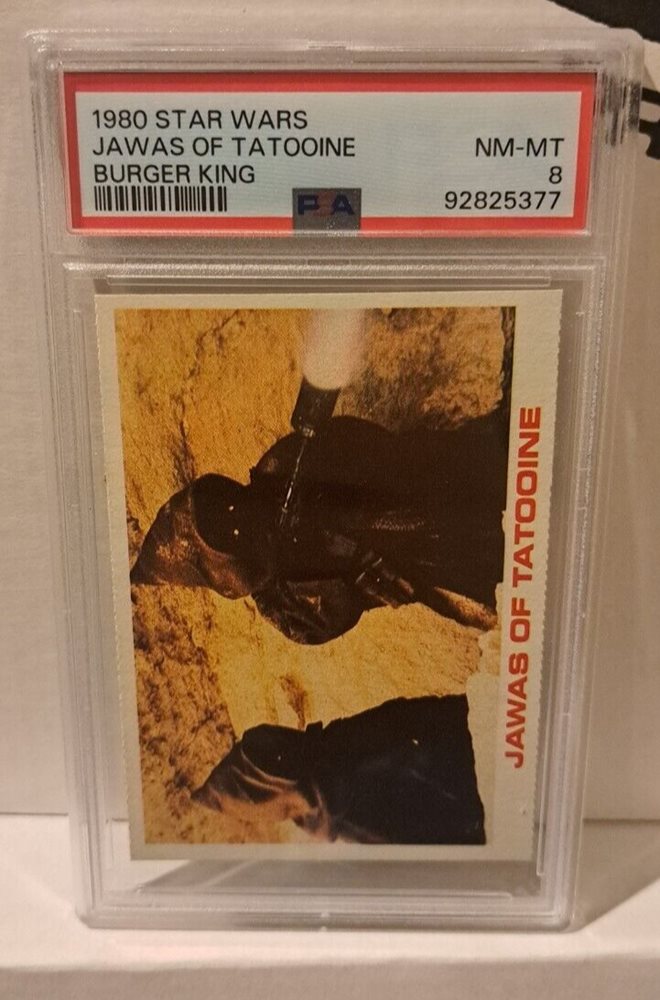 1980 STAR WARS
JAWAS OF TATOOINE NM-MT
BURGER KING 8
PSA 92825377
JAWAS OF TATOOINE